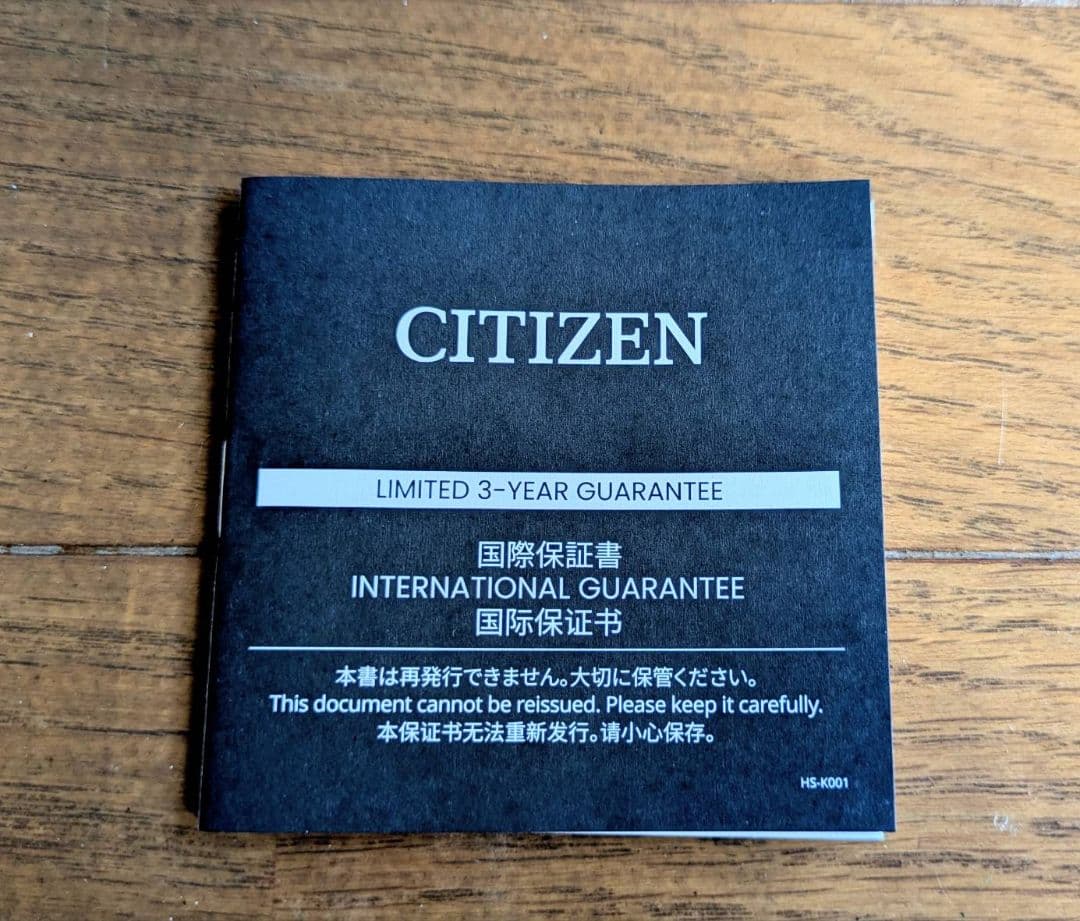 CITIZEN
LIMITED 3-YEAR GUARANTEE
国際保証書
INTERNATIONAL GUARANTEE
国际保证书
本書は再発行できません。大切に保管ください。
This document cannot be reissued. Please keep it carefully.
本保证书无法重新发行。请小心保存。
HS-K001